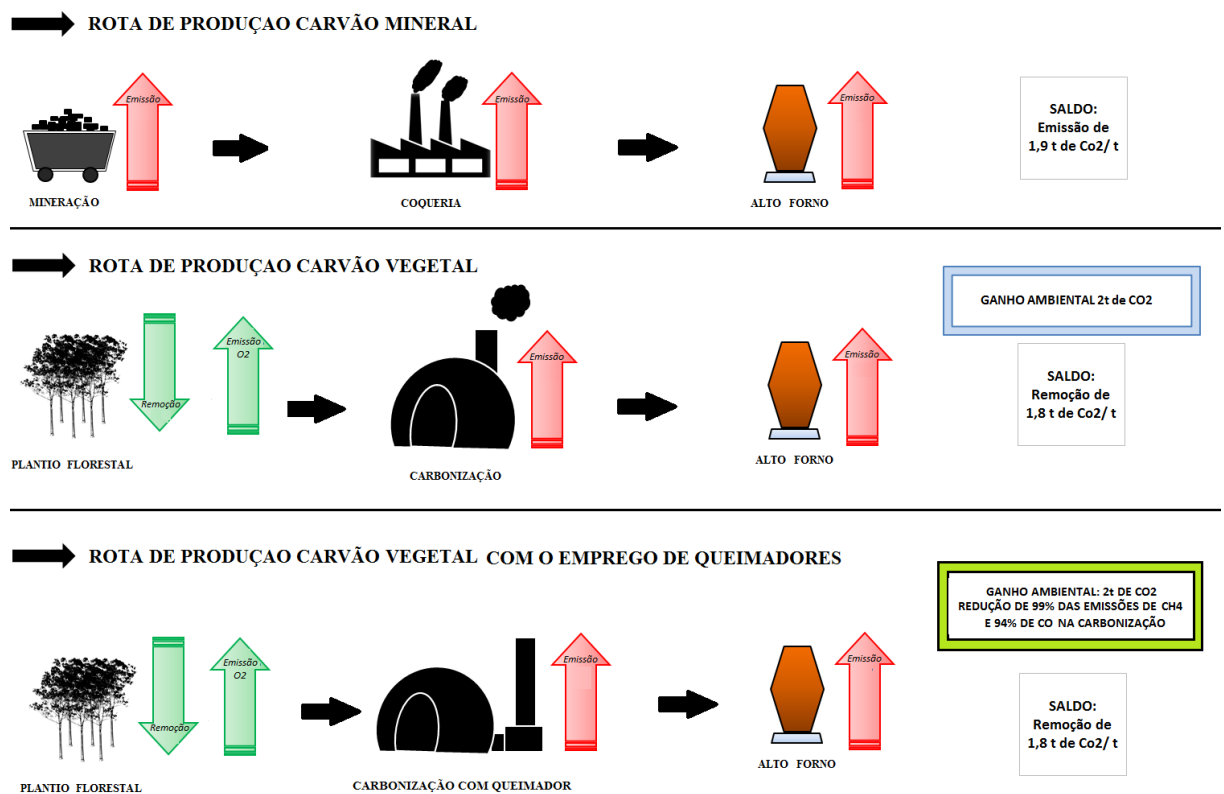 ROTA DE PRODUÇAO CARVÃO MINERAL
Emissão
Emissão
Emissão
SALDO:
Emissão de
1,9 t de Co2/ t
MINERAÇÃO
COQUERIA
ALTO FORNO
ROTA DE PRODUÇAO CARVÃO VEGETAL
GANHO AMBIENTAL 2t de CO2
Remoção
Emissão
O2
Emissão
Emissão
SALDO:
Remoção de
1,8 t de Co2/ t
PLANTIO FLORESTAL
CARBONIZAÇÃO
ALTO FORNO
ROTA DE PRODUÇAO CARVÃO VEGETAL COM O EMPREGO DE QUEIMADORES
GANHO AMBIENTAL: 2t DE CO2
REDUÇÃO DE 99% DAS EMISSÕES DE CH4
E 94% DE CO NA CARBONIZAÇÃO
Remoção
Emissão
O2
Emissão
Emissão
SALDO:
Remoção de
1,8 t de Co2/ t
PLANTIO FLORESTAL
CARBONIZAÇÃO COM QUEIMADOR
ALTO FORNO